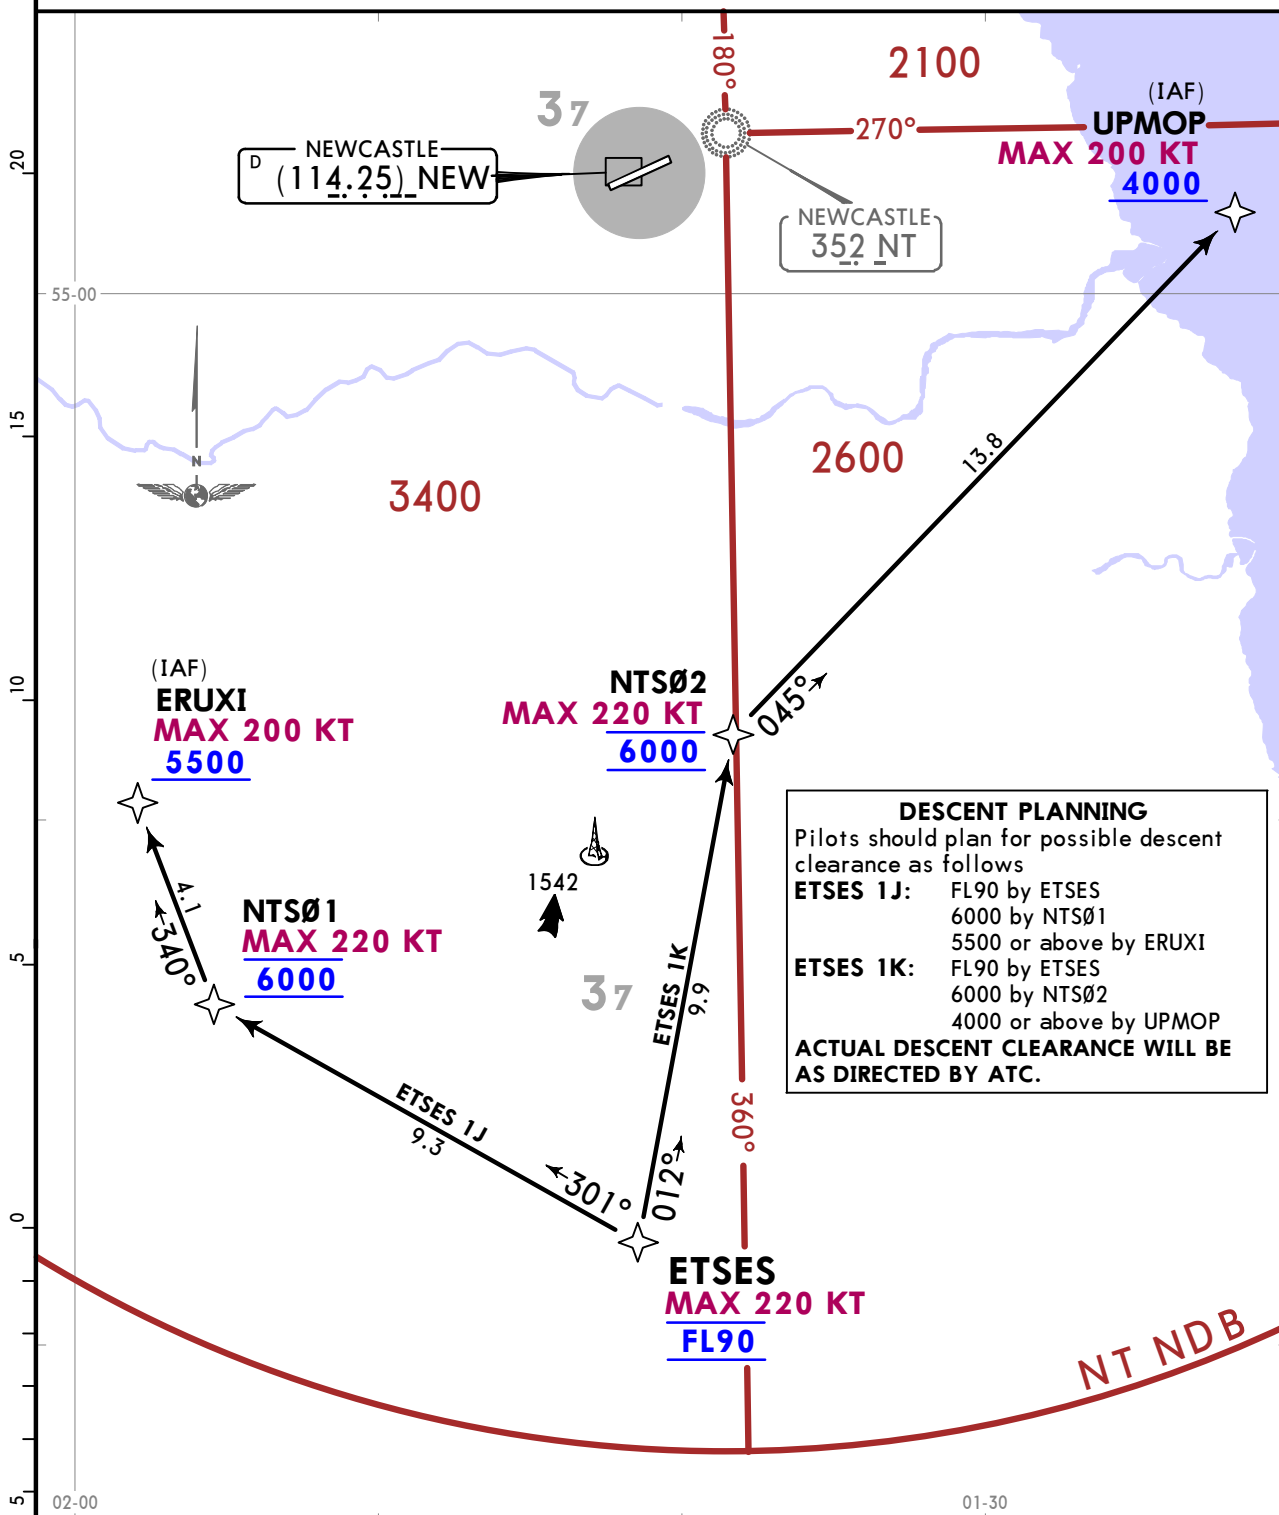 180°
2100
(IAF)
UPMOP
MAX 200 KT
4000
37
270°
NEWCASTLE
D (114.25) NEW
NEWCASTLE
352 NT
20
55-00
15
N
3400
2600
13.8
10
(IAF)
ERUXI
MAX 200 KT
5500
NTSØ2
MAX 220 KT
6000
045°
DESCENT PLANNING
Pilots should plan for possible descent
clearance as follows
ETSES 1J: FL90 by ETSES
6000 by NTSØ1
5500 or above by ERUXI
ETSES 1K: FL90 by ETSES
6000 by NTSØ2
4000 or above by UPMOP
ACTUAL DESCENT CLEARANCE WILL BE
AS DIRECTED BY ATC.
1542
4.1
340°
NTSØ1
MAX 220 KT
6000
5
37
ETSES 1K
9.9
ETSES 1J
9.3
360°
301°
012°
0
ETSES
MAX 220 KT
FL90
NT NDB
5
02-00
01-30